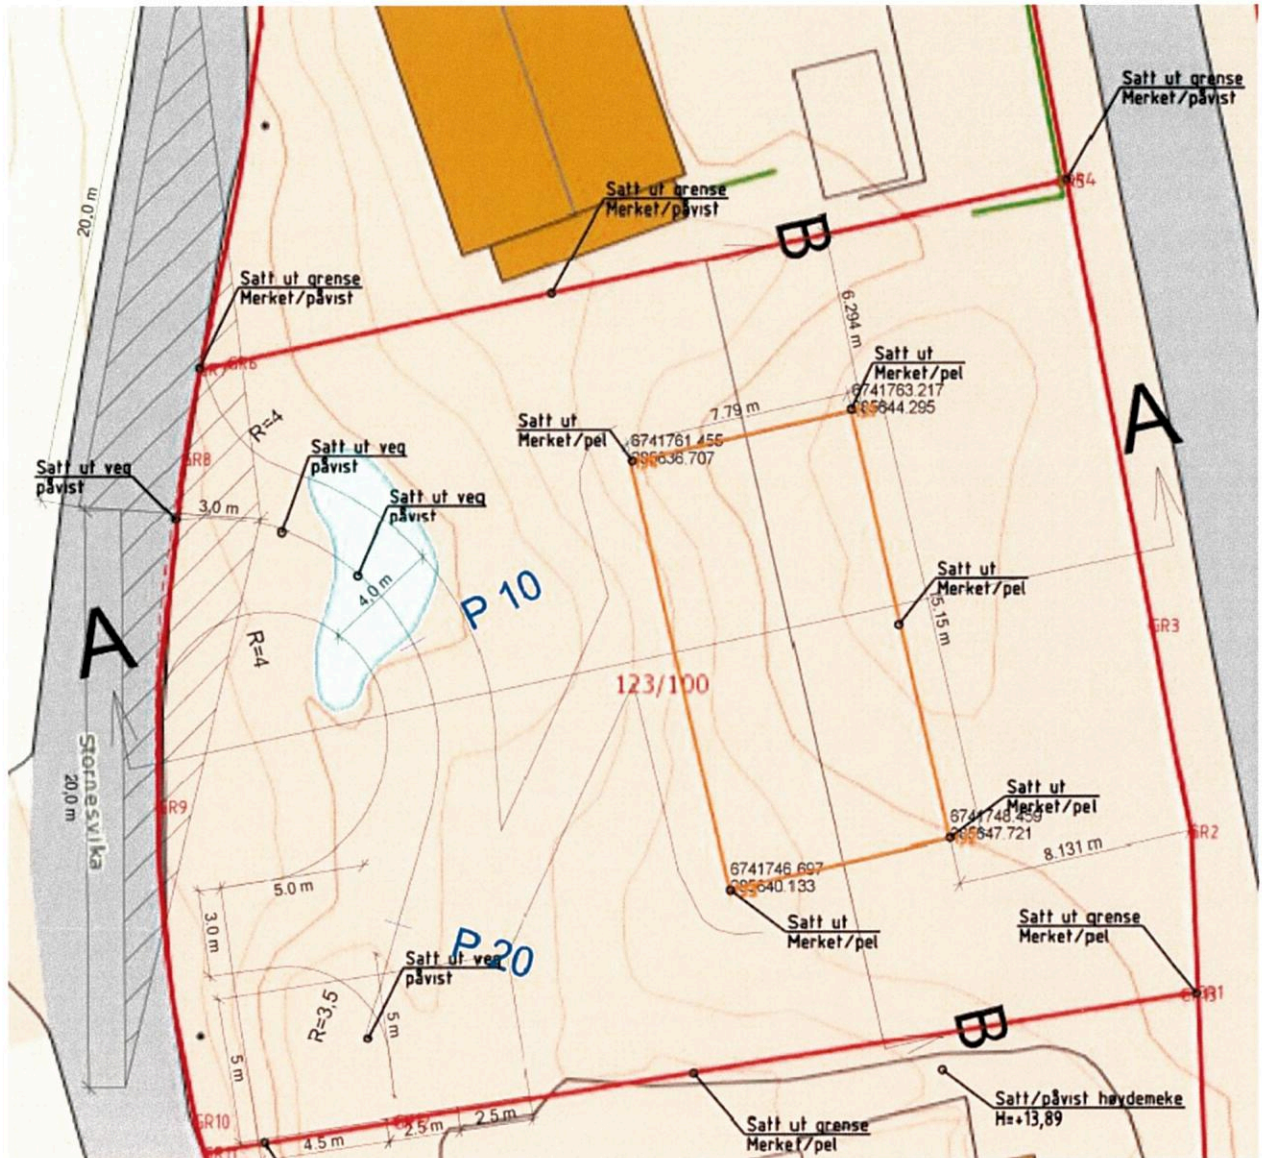 Satt ut grense
Merket/påvist
20,0 m
Satt ut grense
Merket/påvist
GR4
B
Satt ut grense
Merket/påvist
6.294 m
GR6
Satt ut
Merket/pel
6741763.217
7.79 m
R=4
Satt ut
Merket/pel
6741761.455
A
Satt ut veg
påvist
GR8
Satt ut veg
påvist
Satt ut veg
påvist
3,0 m
4,0 m
P 10
Satt ut
Merket/pel
5.15 m
A
R=4
GR3
123/100
Stornesvika
20,0 m
GR9
Satt ut
Merket/pel
6741748.459
GR2
8.131 m
6741746.697
5.0 m
Satt ut
Merket/pel
Satt ut grense
Merket/pel
3,0 m
P 20
Satt ut veg
påvist
R=3,5
5 m
5 m
B
Satt/påvist høydemeke
H=+13,89
GR10
4.5 m
2.5 m
2.5 m
Satt ut grense
Merket/pel